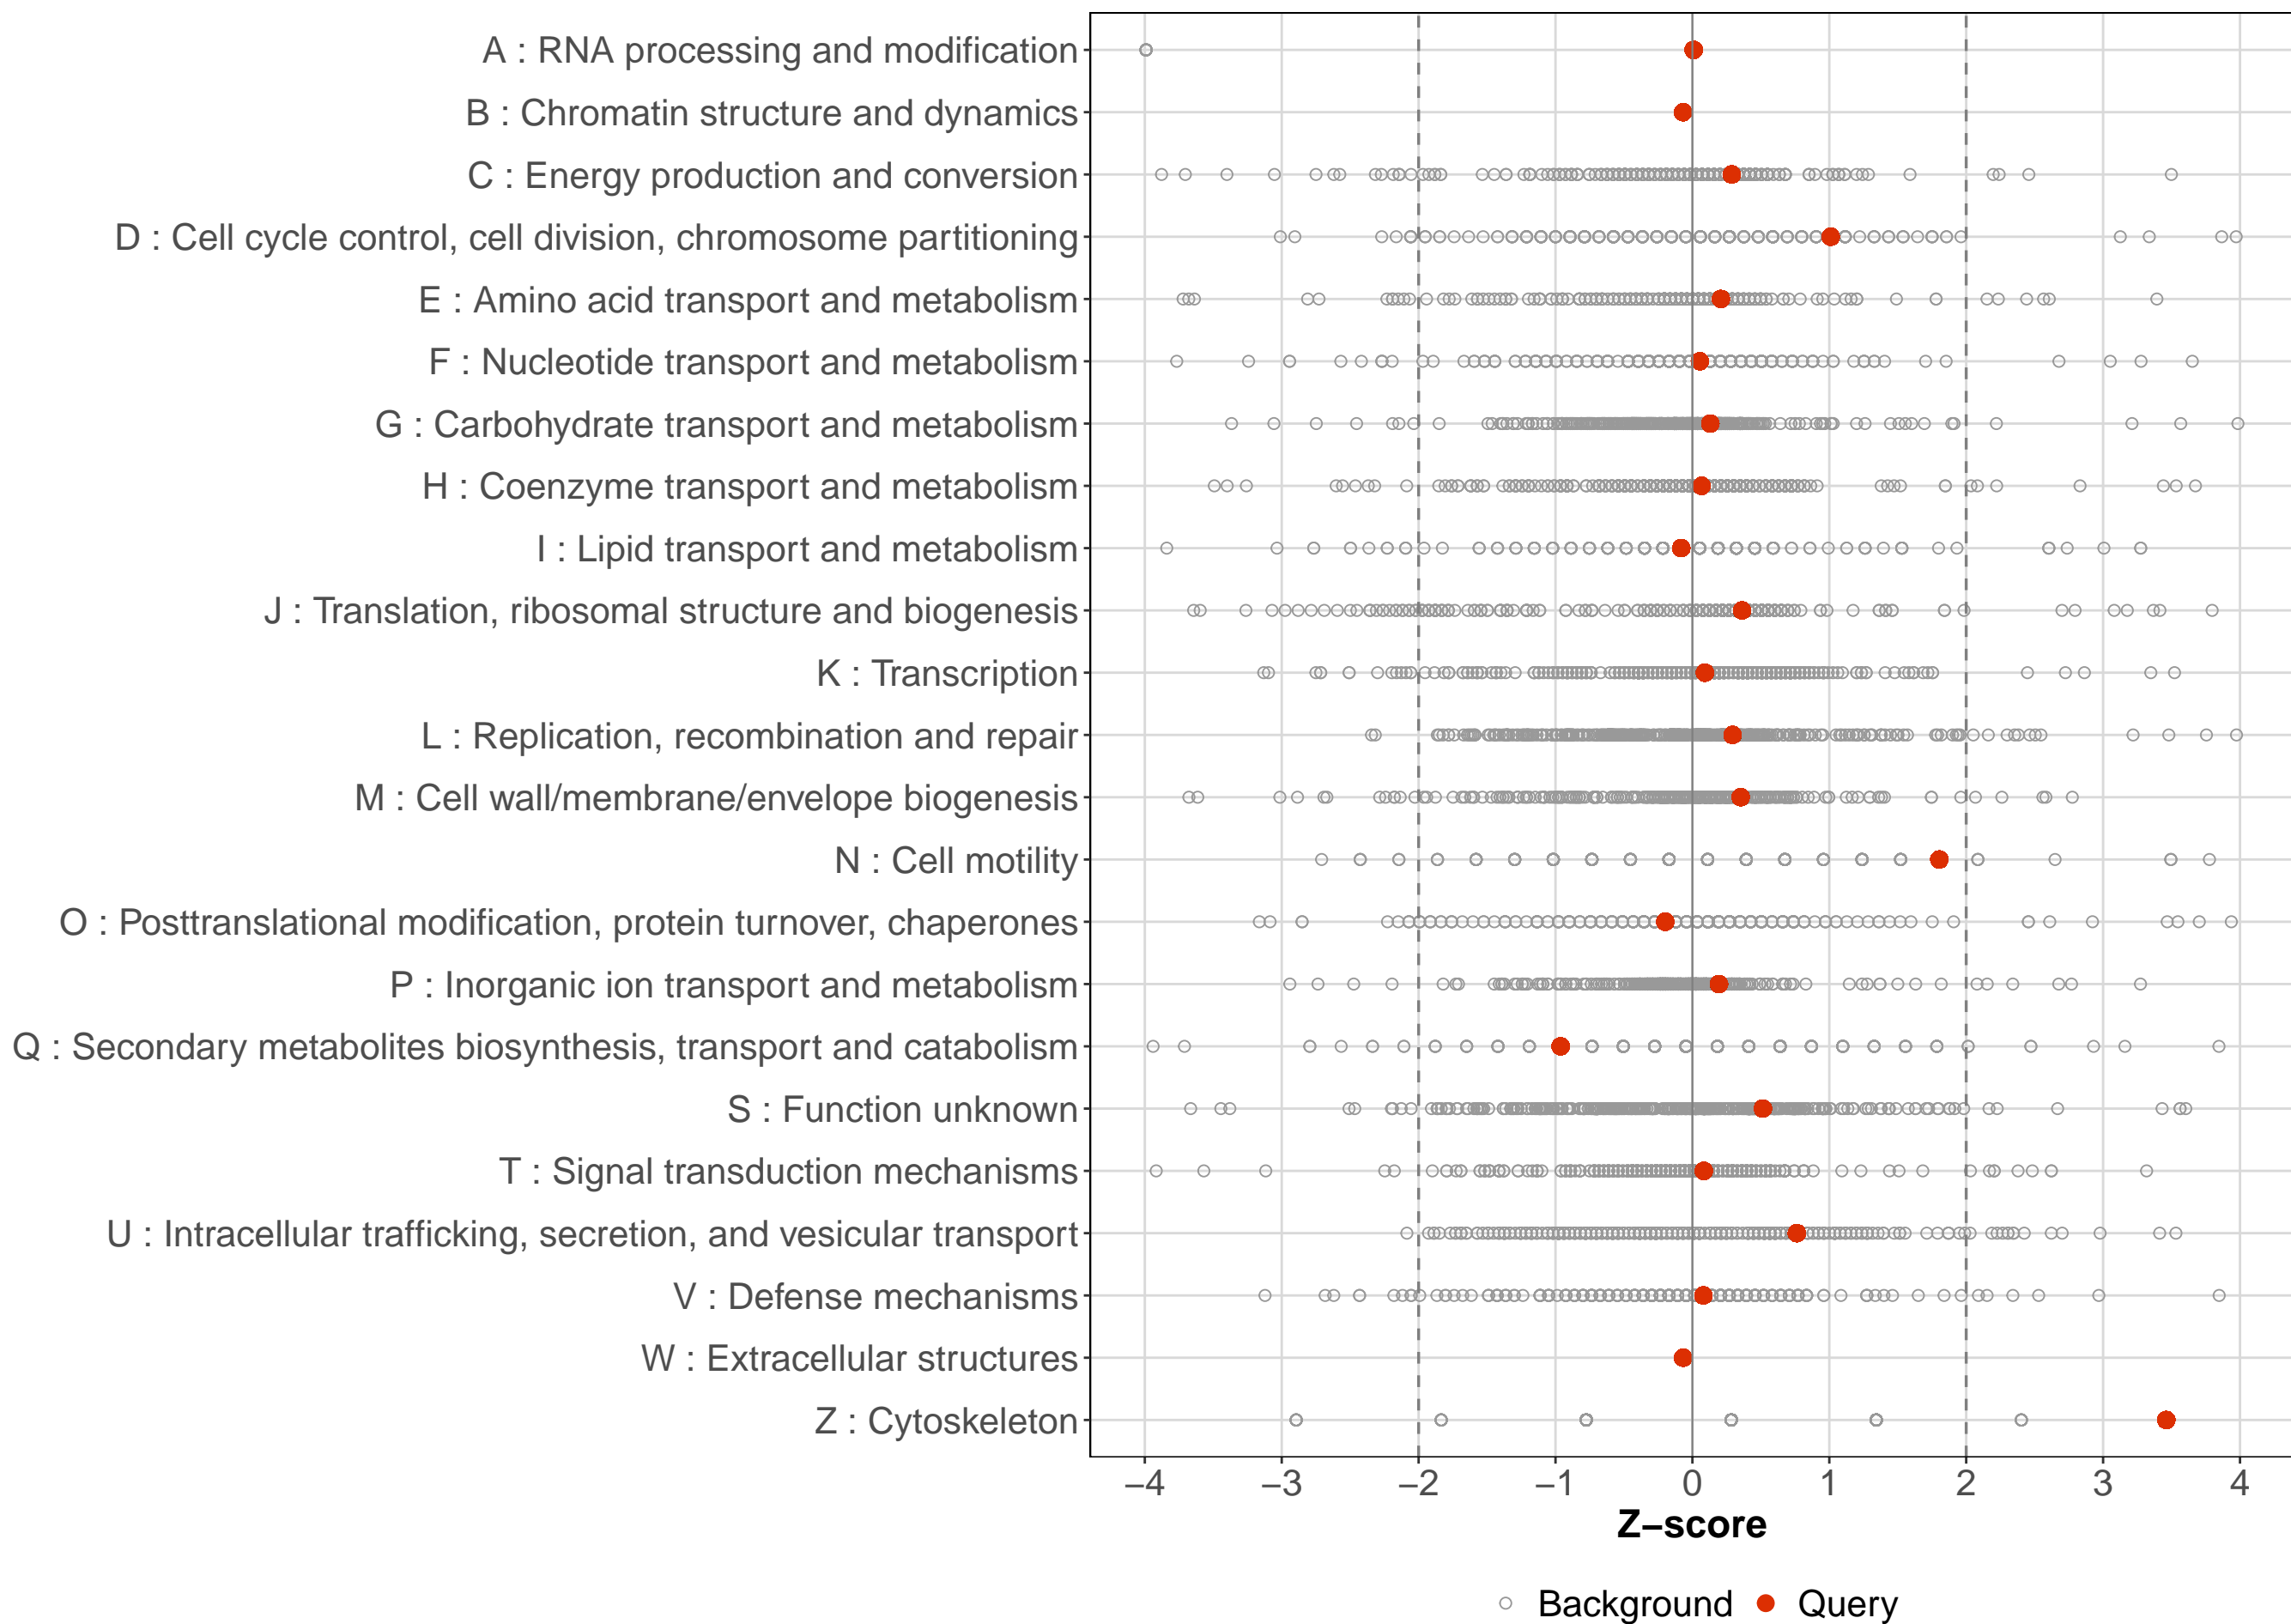 A : RNA processing and modification
B : Chromatin structure and dynamics
C : Energy production and conversion
D : Cell cycle control, cell division, chromosome partitioning
E : Amino acid transport and metabolism
F : Nucleotide transport and metabolism
G : Carbohydrate transport and metabolism
H : Coenzyme transport and metabolism
I : Lipid transport and metabolism
J : Translation, ribosomal structure and biogenesis
K : Transcription
L : Replication, recombination and repair
M : Cell wall/membrane/envelope biogenesis
N : Cell motility
O : Posttranslational modification, protein turnover, chaperones
P : Inorganic ion transport and metabolism
Q : Secondary metabolites biosynthesis, transport and catabolism
S : Function unknown
T : Signal transduction mechanisms
U : Intracellular trafficking, secretion, and vesicular transport
V : Defense mechanisms
W : Extracellular structures
Z : Cytoskeleton
−4 −3 −2 −1 0 1 2 3 4
Z−score
Background Query